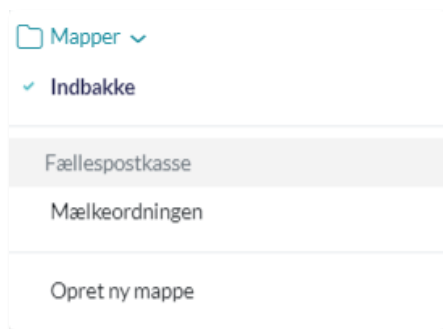 Mapper
Indbakke
Fællespostkasse
Mælkeordningen
Opret ny mappe